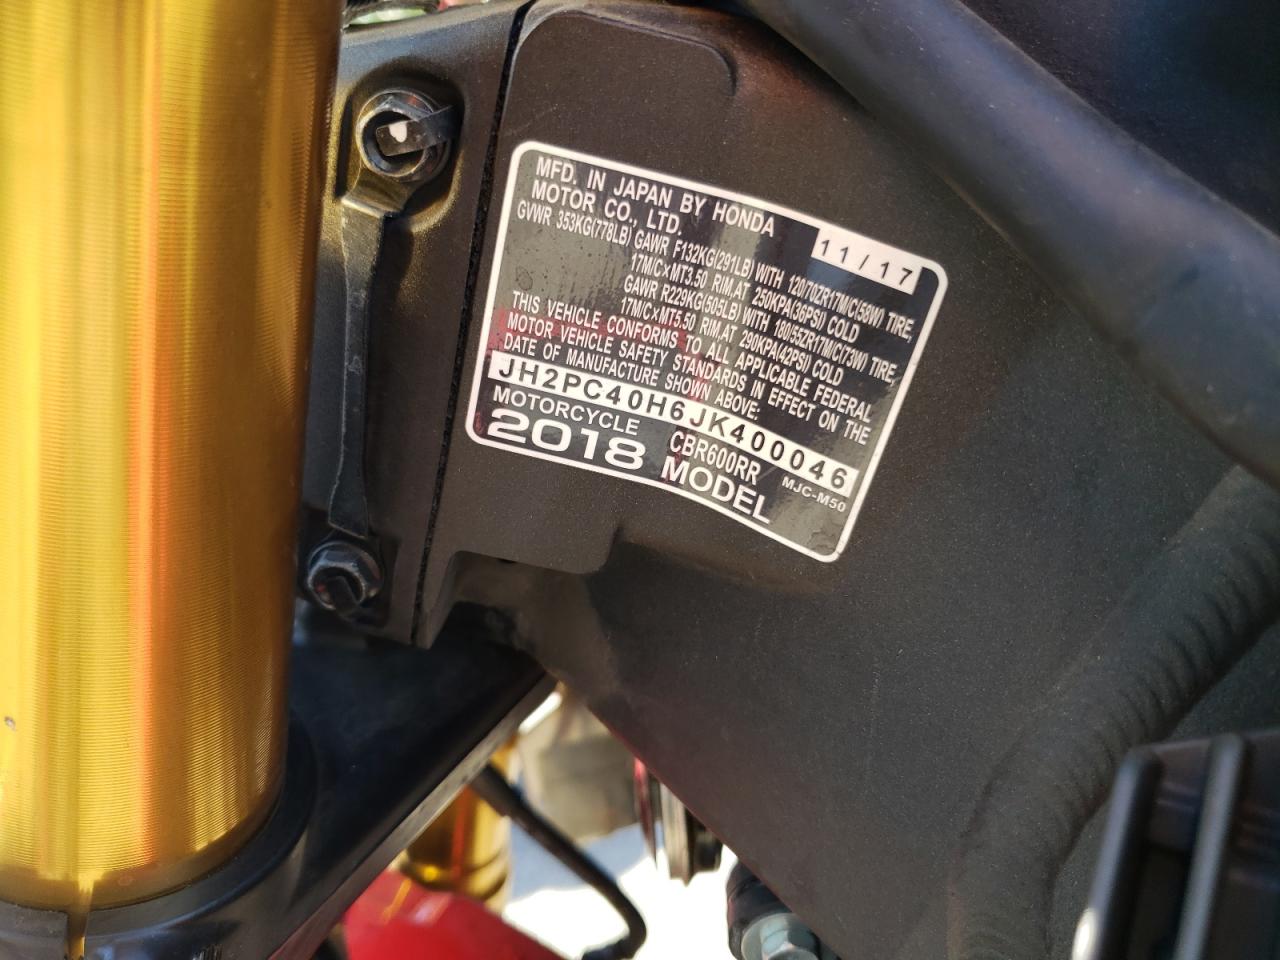 MFD. IN JAPAN BY HONDA
MOTOR CO., LTD.
11/17
GVWR 353KG(778LB) GAWR F132KG(291LB) WITH 120/70ZR17M/C(58W) TIRE,
17M/C×MT3.50 RIM,AT 250KPA(36PSI) COLD
GAWR R229KG(505LB) WITH 180/55ZR17M/C(73W) TIRE,
17M/C×MT5.50 RIM,AT 290KPA(42PSI) COLD
THIS VEHICLE CONFORMS TO ALL APPLICABLE FEDERAL
MOTOR VEHICLE SAFETY STANDARDS IN EFFECT ON THE
DATE OF MANUFACTURE SHOWN ABOVE.
JH2PC40H6JK400046
MOTORCYCLE CBR600RR MJC-M50
2018 MODEL